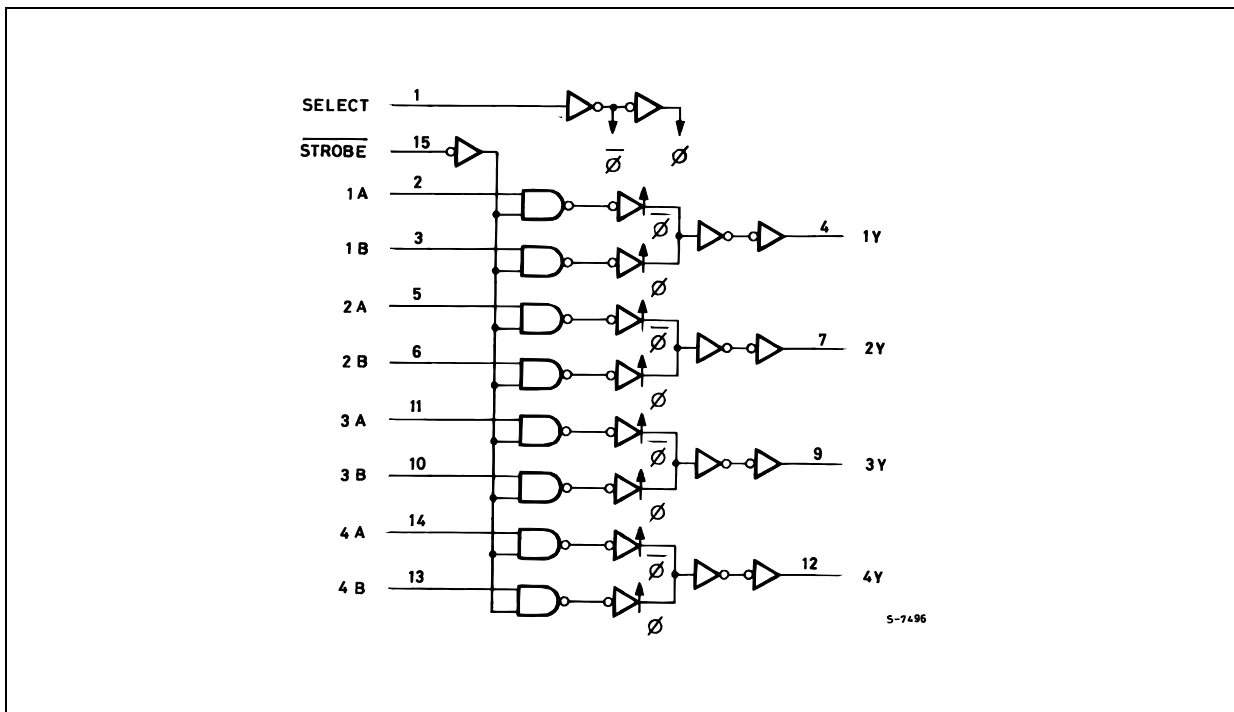 SELECT 1
S̅T̅R̅O̅B̅E̅ 15
∅̅ ∅
1A 2
∅̅
4 1Y
1B 3
∅
2A 5
∅̅
7 2Y
2B 6
∅
3A 11
∅̅
9 3Y
3B 10
∅
4A 14
∅̅
12 4Y
4B 13
∅
S-7496